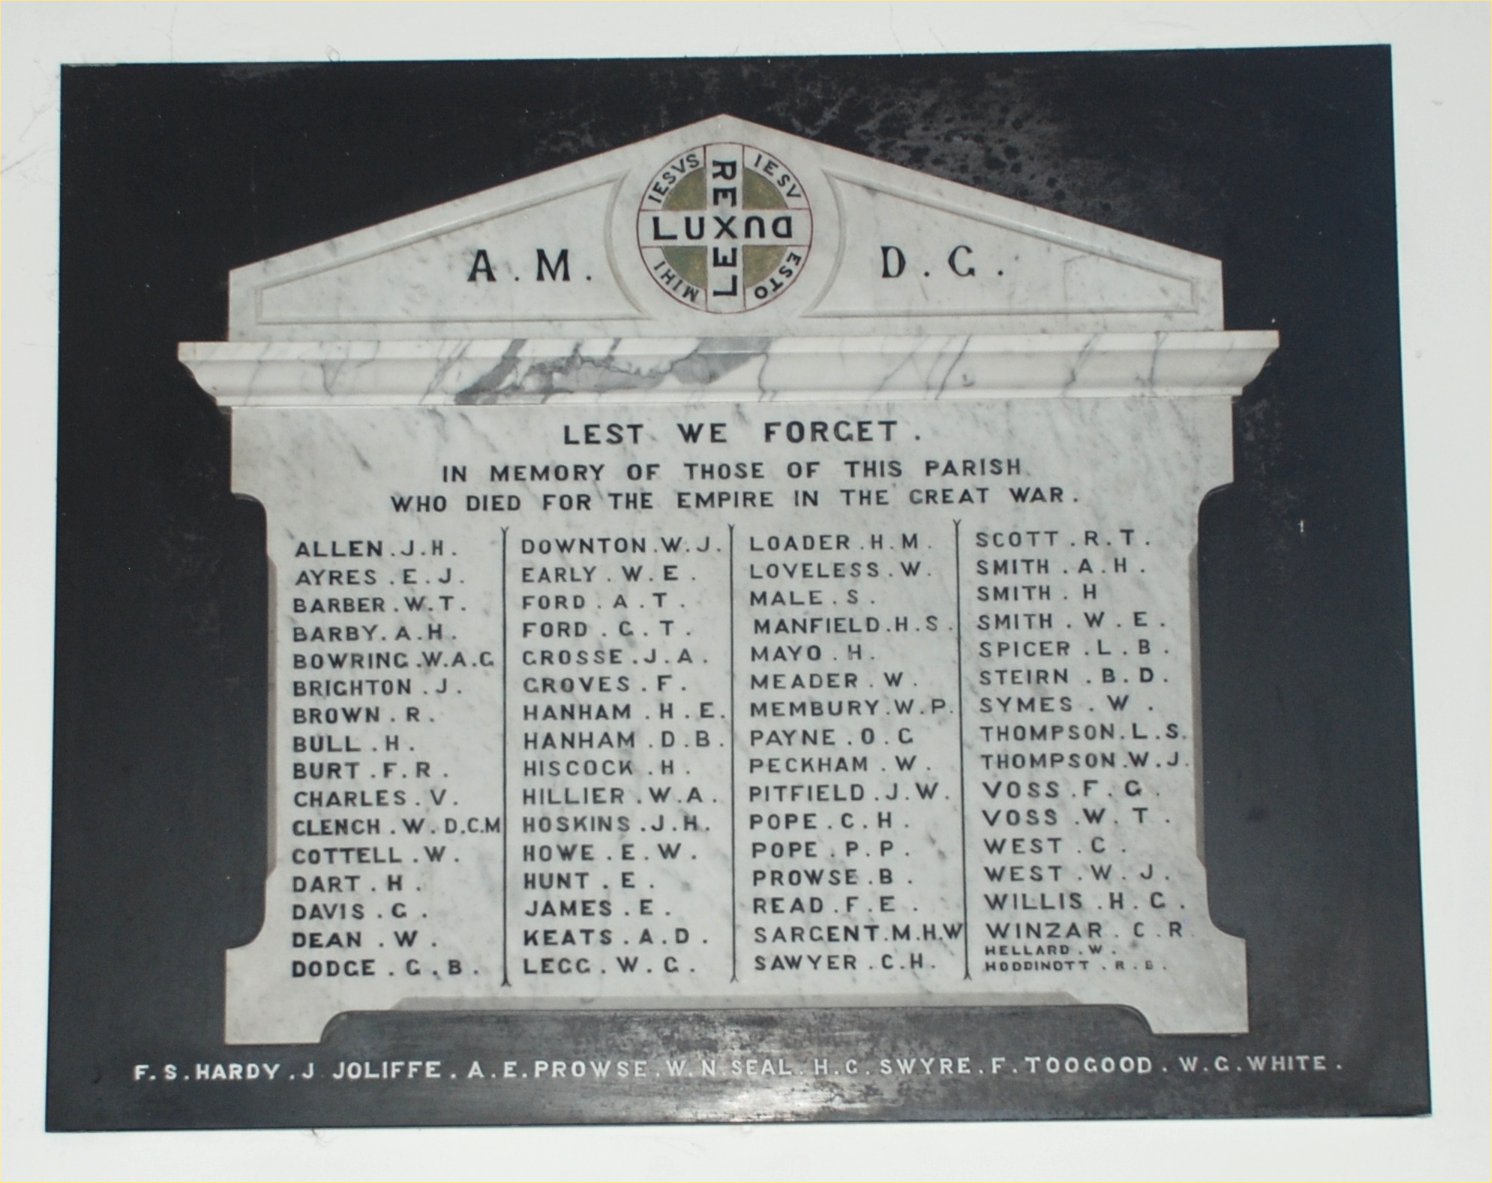 IESVS IESV
REX
LUX DUX
LEX
MIHI ESTO
A. M. D. G.
LEST WE FORGET.
IN MEMORY OF THOSE OF THIS PARISH
WHO DIED FOR THE EMPIRE IN THE GREAT WAR.
ALLEN. J. H.
AYRES. E. J.
BARBER. W. T.
BARBY. A. H.
BOWRING. W. A. G
BRIGHTON. J.
BROWN. R.
BULL. H.
BURT. F. R.
CHARLES. V.
CLENCH. W. D.C.M
COTTELL. W.
DART. H.
DAVIS. G.
DEAN. W.
DODGE. G. B.
DOWNTON. W. J.
EARLY. W. E.
FORD. A. T.
FORD. G. T.
GROSSE. J. A.
GROVES. F.
HANHAM. H. E.
HANHAM. D. B.
HISCOCK. H.
HILLIER. W. A.
HOSKINS. J. H.
HOWE. E. W.
HUNT. E.
JAMES. E.
KEATS. A. D.
LEGG. W. G.
LOADER. H. M.
LOVELESS. W.
MALE. S.
MANFIELD. H. S.
MAYO. H.
MEADER. W.
MEMBURY. W. P.
PAYNE. O. G
PECKHAM. W.
PITFIELD. J. W.
POPE. C. H.
POPE. P. P.
PROWSE. B.
READ. F. E.
SARGENT. M. H. W
SAWYER. C. H.
SCOTT. R. T.
SMITH. A. H.
SMITH. H
SMITH. W. E.
SPICER. L. B.
STEIRN. B. D.
SYMES. W.
THOMPSON. L. S.
THOMPSON. W. J.
VOSS. F. G.
VOSS. W. T.
WEST. C.
WEST. W. J.
WILLIS. H. G.
WINZAR. C. R.
HELLARD. W.
HODDINOTT. R. B.
F. S. HARDY. J. JOLIFFE. A. E. PROWSE. W. N. SEAL. H. G. SWYRE. F. TOOGOOD. W. G. WHITE.